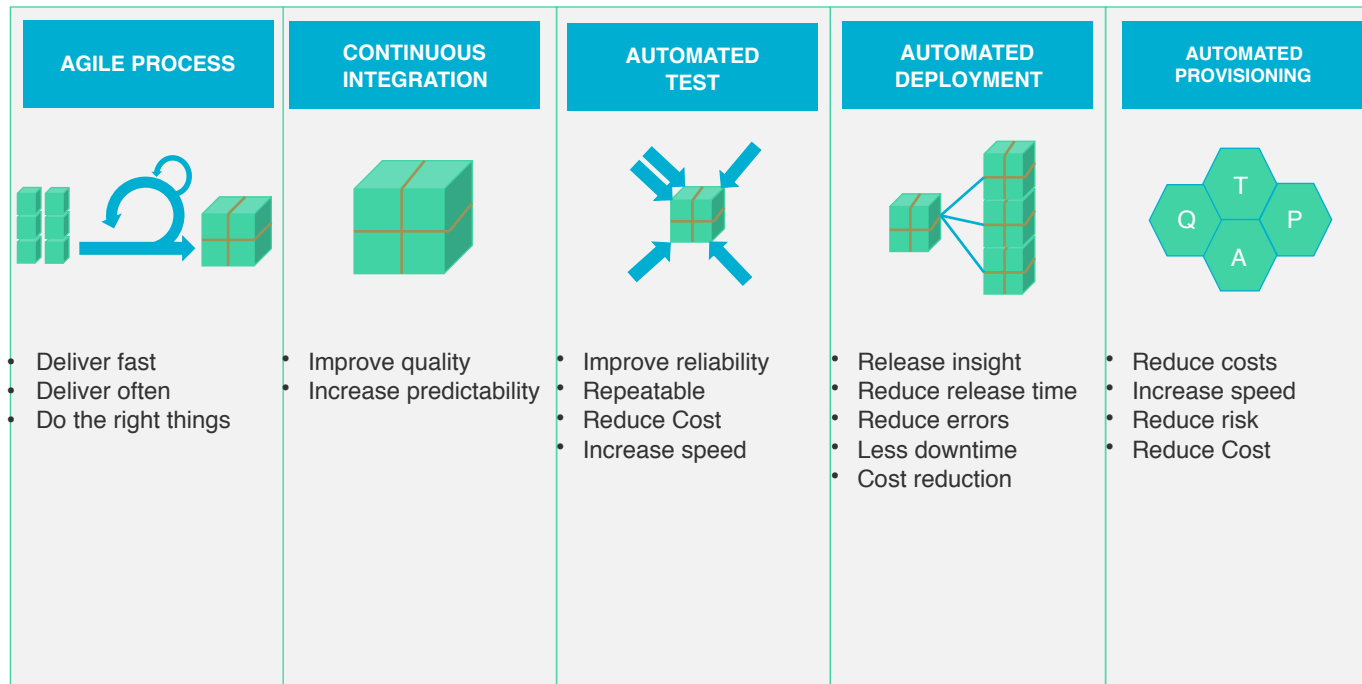 AGILE PROCESS
CONTINUOUS
INTEGRATION
AUTOMATED
TEST
AUTOMATED
DEPLOYMENT
AUTOMATED
PROVISIONING
T
Q
P
A
• Deliver fast
• Deliver often
• Do the right things
• Improve quality
• Increase predictability
• Improve reliability
• Repeatable
• Reduce Cost
• Increase speed
• Release insight
• Reduce release time
• Reduce errors
• Less downtime
• Cost reduction
• Reduce costs
• Increase speed
• Reduce risk
• Reduce Cost